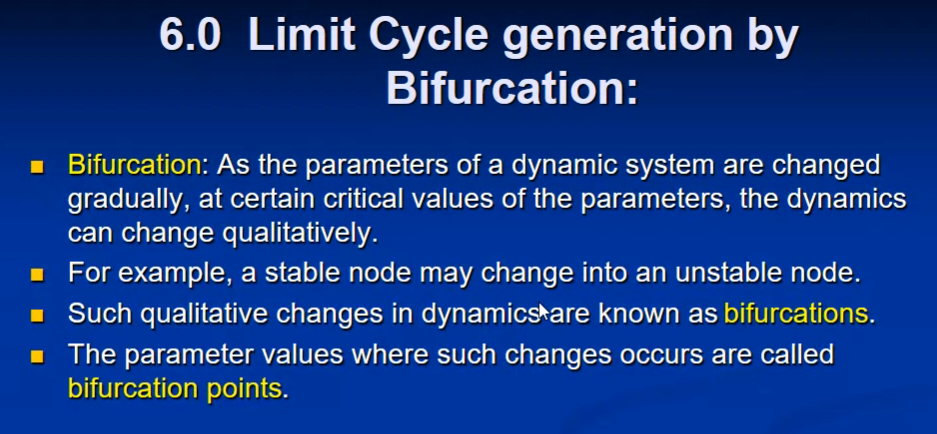 6.0 Limit Cycle generation by
Bifurcation:
Bifurcation: As the parameters of a dynamic system are changed
gradually, at certain critical values of the parameters, the dynamics
can change qualitatively.
For example, a stable node may change into an unstable node.
Such qualitative changes in dynamics are known as bifurcations.
The parameter values where such changes occurs are called
bifurcation points.